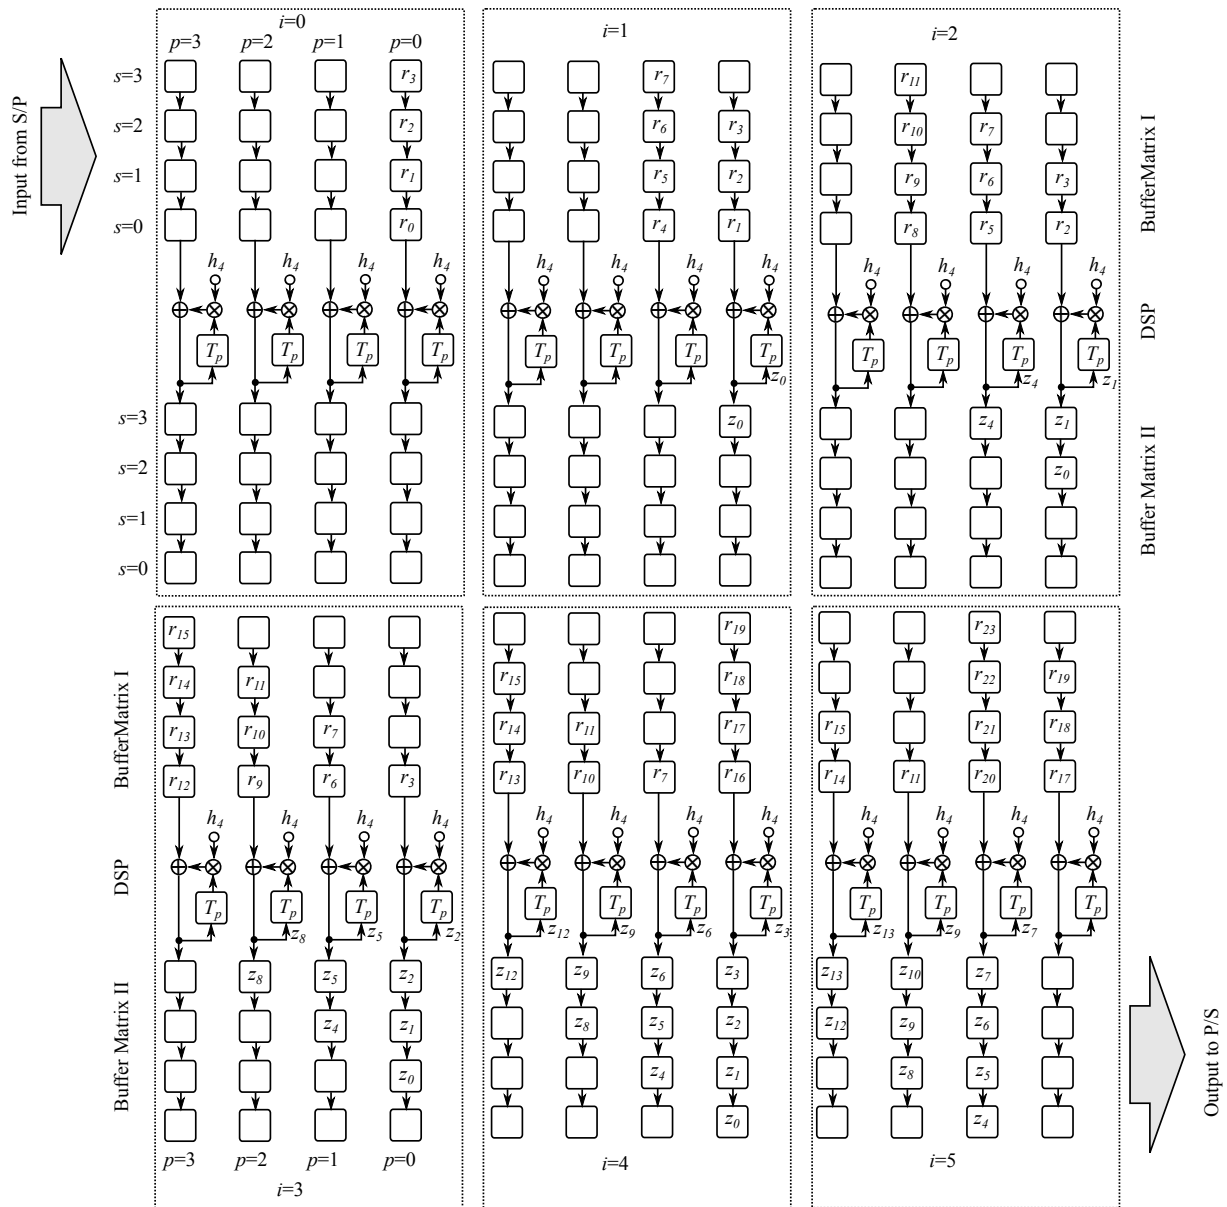 i=0
p=3 p=2 p=1 p=0
s=3 r3
s=2 r2
s=1 r1
s=0 r0
h4 h4 h4 h4
Tp Tp Tp Tp
s=3
s=2
s=1
s=0
Input from S/P
i=1
r7
r6 r3
r5 r2
r4 r1
h4 h4 h4 h4
Tp Tp Tp Tp
z0
z0
i=2
r11
r10 r7
r9 r6 r3
r8 r5 r2
h4 h4 h4 h4
Tp Tp Tp Tp
z4 z1
z4 z1
z0
BufferMatrix I
DSP
Buffer Matrix II
BufferMatrix I
DSP
Buffer Matrix II
r15
r14 r11
r13 r10 r7
r12 r9 r6 r3
h4 h4 h4 h4
Tp Tp Tp Tp
z8 z5 z2
z8 z5 z2
z4 z1
z0
p=3 p=2 p=1 p=0
i=3
r19
r15 r18
r14 r11 r17
r13 r10 r7 r16
h4 h4 h4 h4
Tp Tp Tp Tp
z12 z9 z6 z3
z12 z9 z6 z3
z8 z5 z2
z4 z1
z0
i=4
r23
r22 r19
r15 r21 r18
r14 r11 r20 r17
h4 h4 h4 h4
Tp Tp Tp Tp
z13 z9 z7
z13 z10 z7
z12 z9 z6
z8 z5
z4
i=5
Output to P/S